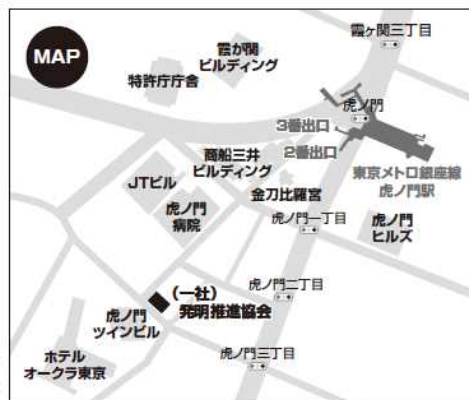 MAP
霞が関
ビルディング
霞ヶ関三丁目
特許庁庁舎
虎ノ門
3番出口
2番出口
商船三井
ビルディング
東京メトロ銀座線
虎ノ門駅
JTビル
金刀比羅宮
虎ノ門
病院
虎ノ門一丁目
虎ノ門
ヒルズ
虎ノ門二丁目
(一社)
発明推進協会
虎ノ門
ツインビル
虎ノ門三丁目
ホテル
オークラ東京